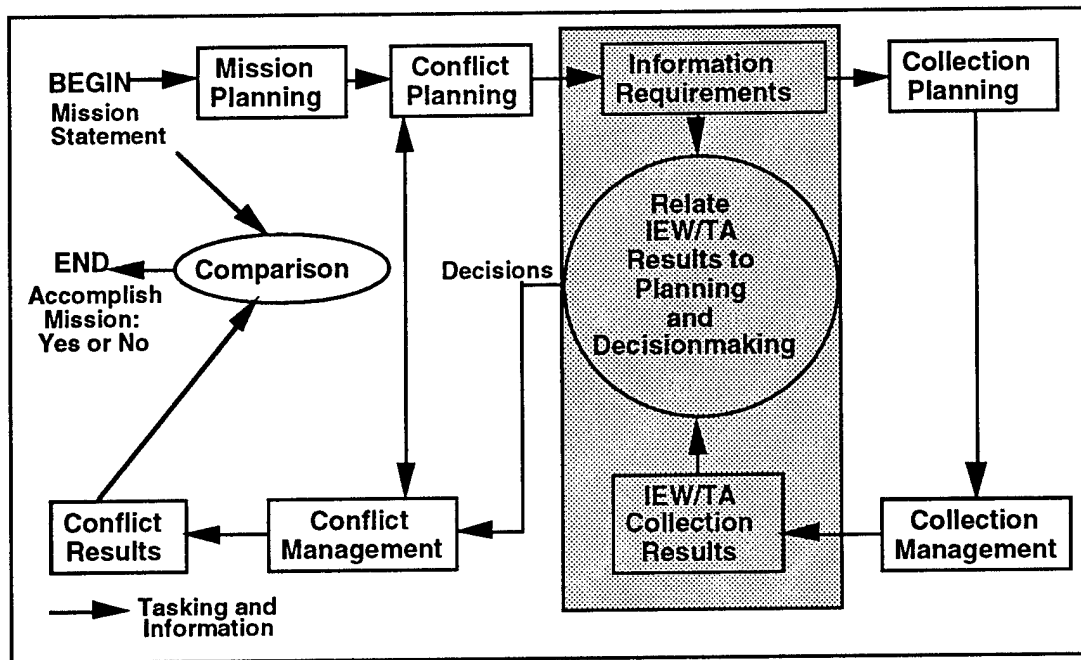 BEGIN
Mission
Statement
Mission
Planning
Conflict
Planning
Information
Requirements
Collection
Planning
Relate
IEW/TA
Results to
Planning
and
Decisionmaking
Comparison
END
Accomplish
Mission:
Yes or No
Decisions
Conflict
Results
Conflict
Management
IEW/TA
Collection
Results
Collection
Management
Tasking and
Information